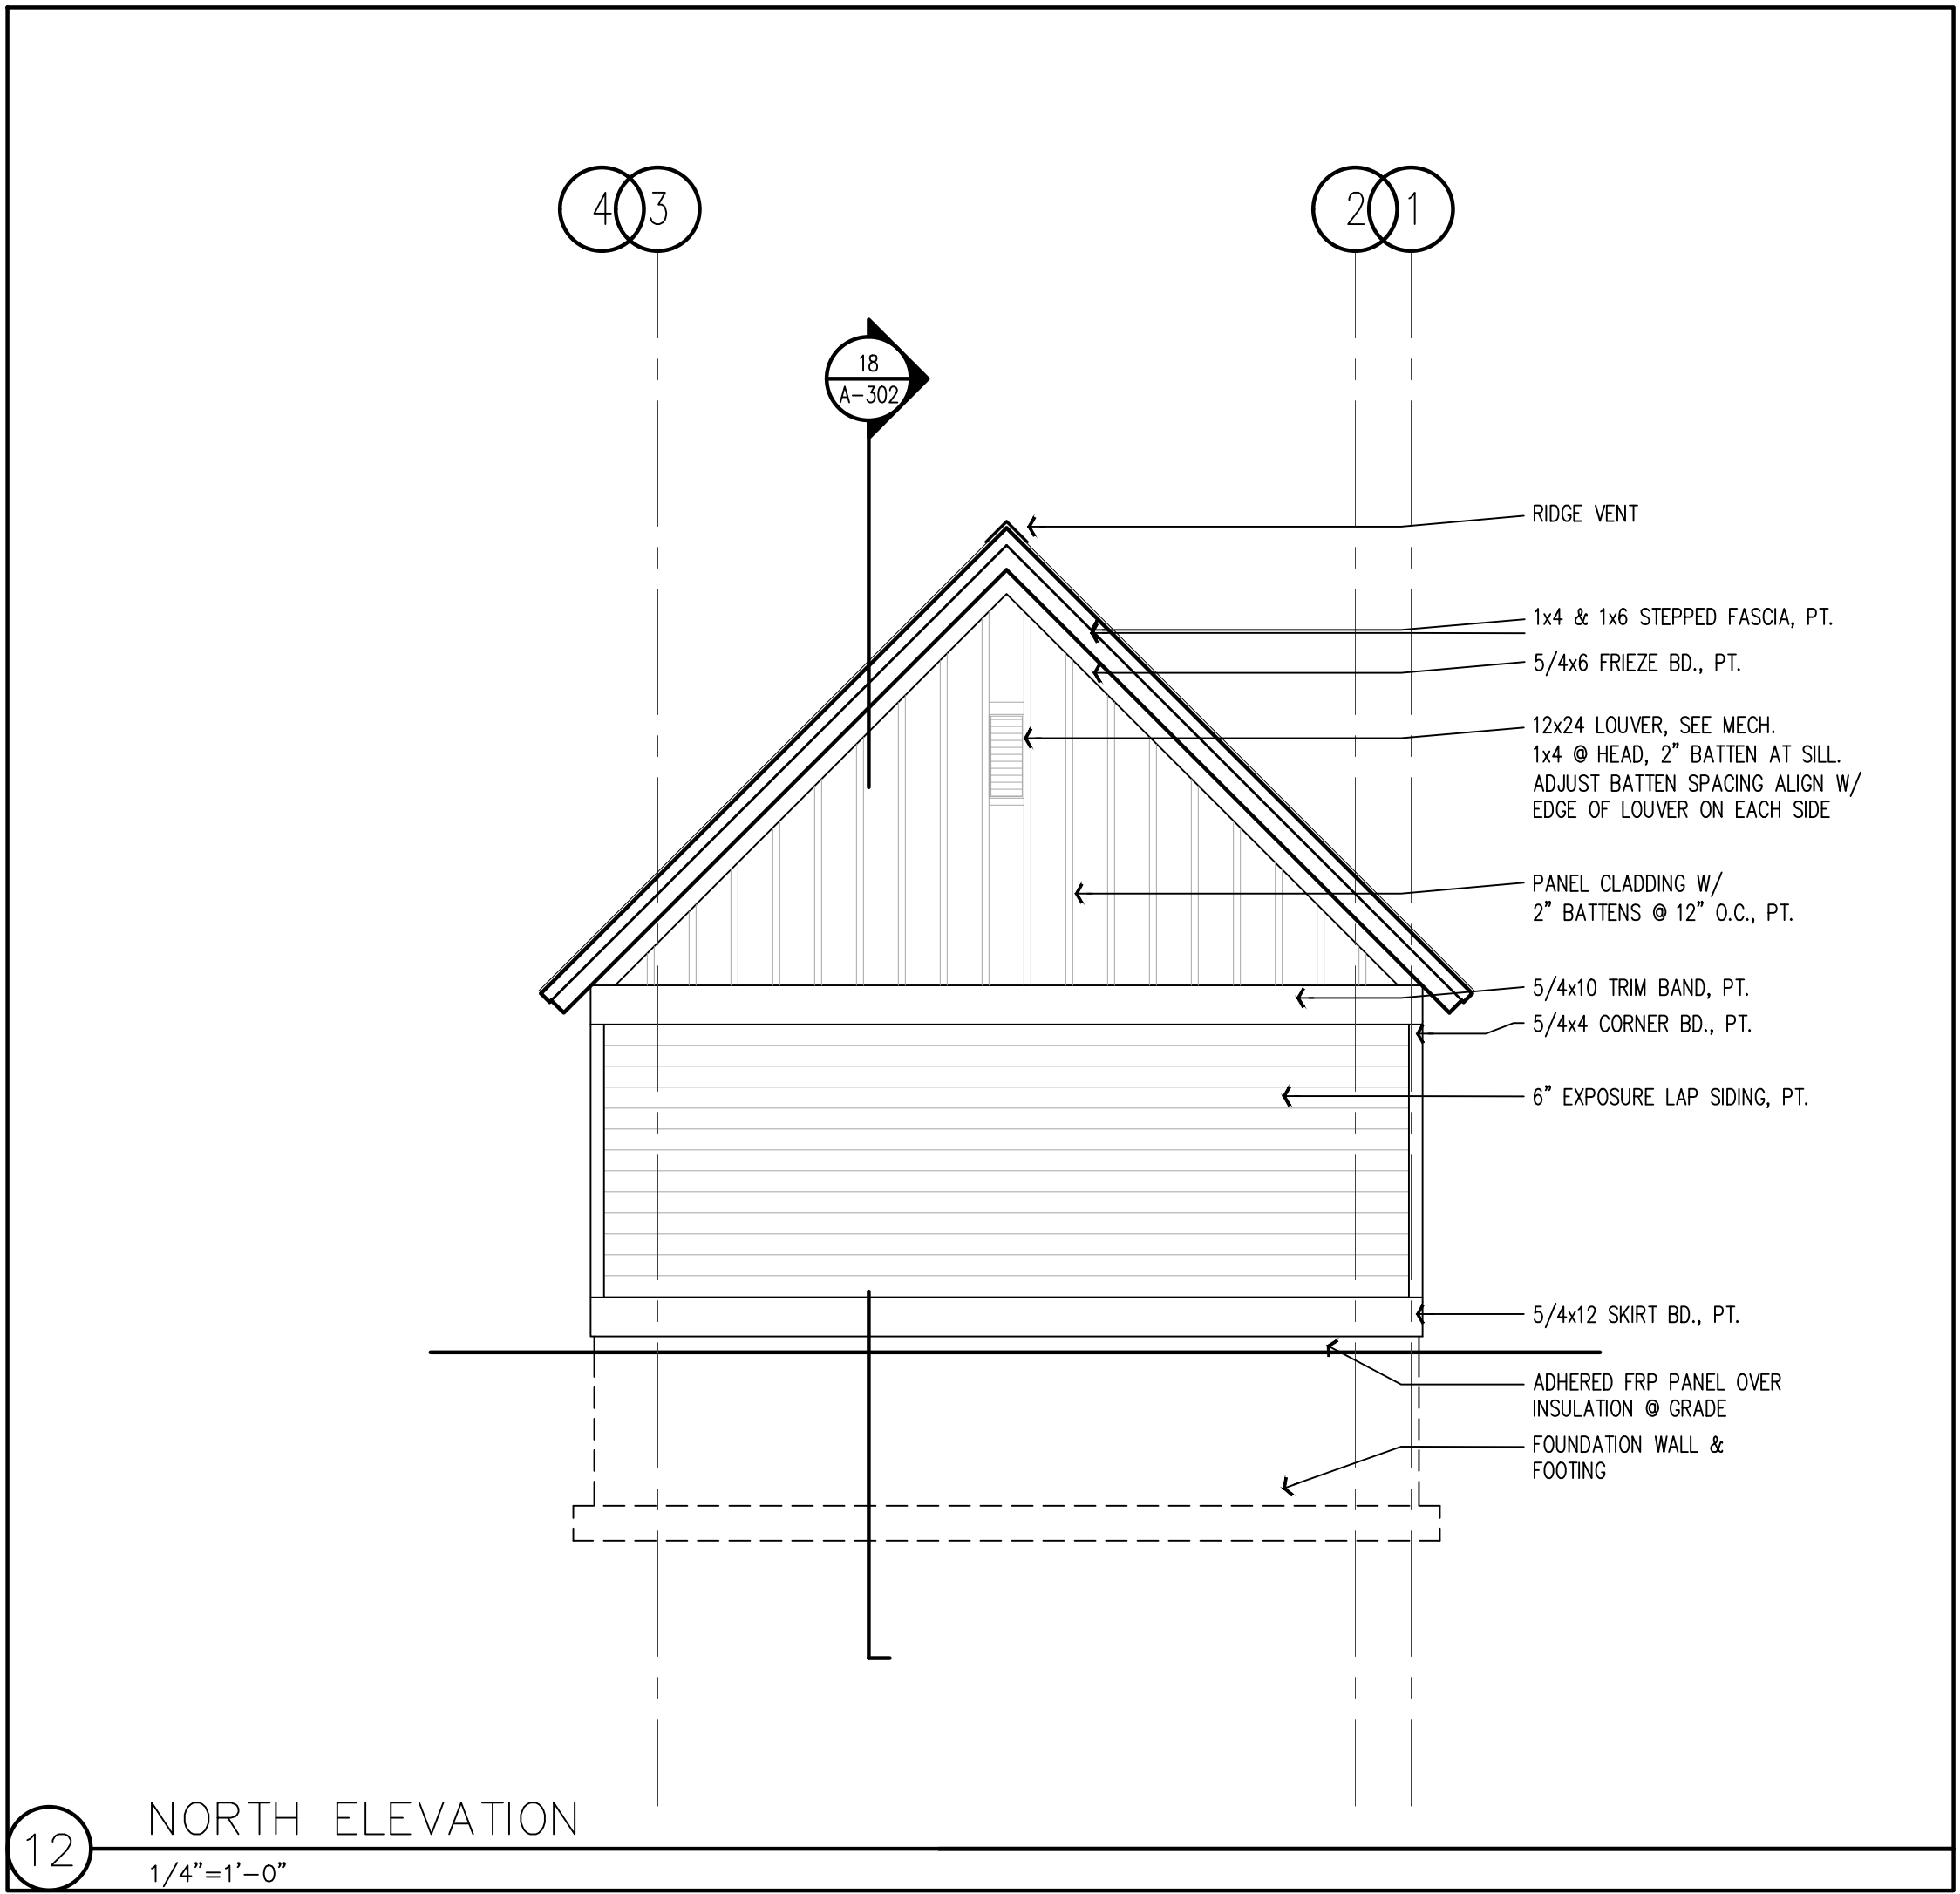 4 3 2 1
18
A-302
RIDGE VENT
1x4 & 1x6 STEPPED FASCIA, PT.
5/4x6 FRIEZE BD., PT.
12x24 LOUVER, SEE MECH.
1x4 @ HEAD, 2" BATTEN AT SILL.
ADJUST BATTEN SPACING ALIGN W/
EDGE OF LOUVER ON EACH SIDE
PANEL CLADDING W/
2" BATTENS @ 12" O.C., PT.
5/4x10 TRIM BAND, PT.
5/4x4 CORNER BD., PT.
6" EXPOSURE LAP SIDING, PT.
5/4x12 SKIRT BD., PT.
ADHERED FRP PANEL OVER
INSULATION @ GRADE
FOUNDATION WALL &
FOOTING
12 NORTH ELEVATION
1/4"=1'-0"